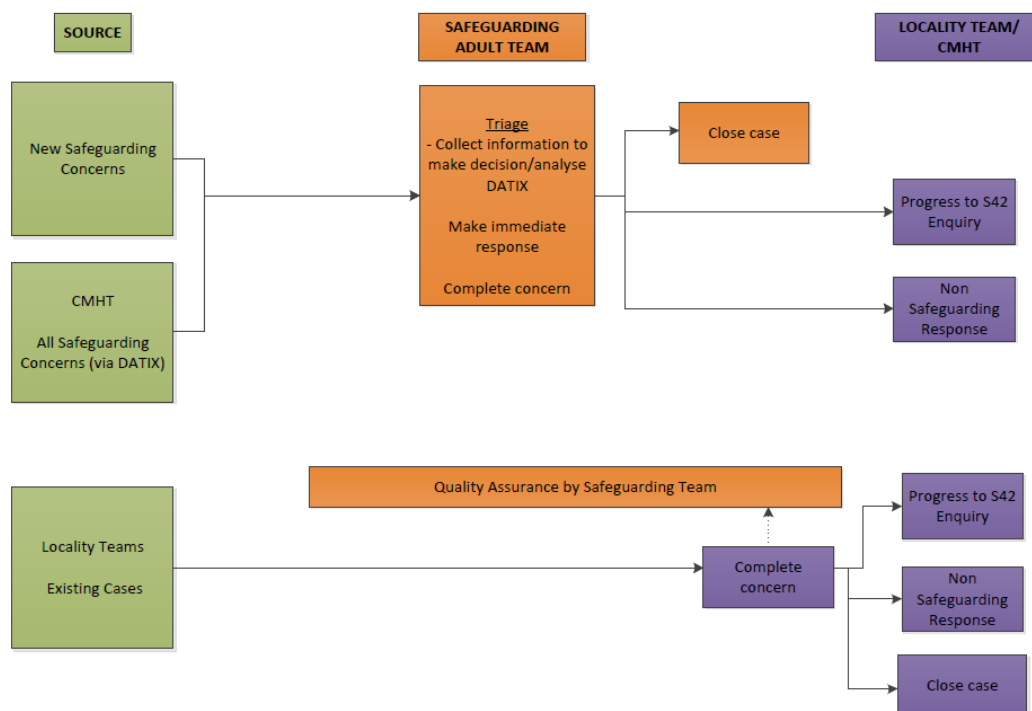 SOURCE
SAFEGUARDING
ADULT TEAM
LOCALITY TEAM/
CMHT
New Safeguarding
Concerns
CMHT
All Safeguarding
Concerns (via DATIX)
Triage
- Collect information to
make decision/analyse
DATIX
Make immediate
response
Complete concern
Close case
Progress to S42
Enquiry
Non
Safeguarding
Response
Locality Teams
Existing Cases
Quality Assurance by Safeguarding Team
Complete
concern
Progress to S42
Enquiry
Non
Safeguarding
Response
Close case